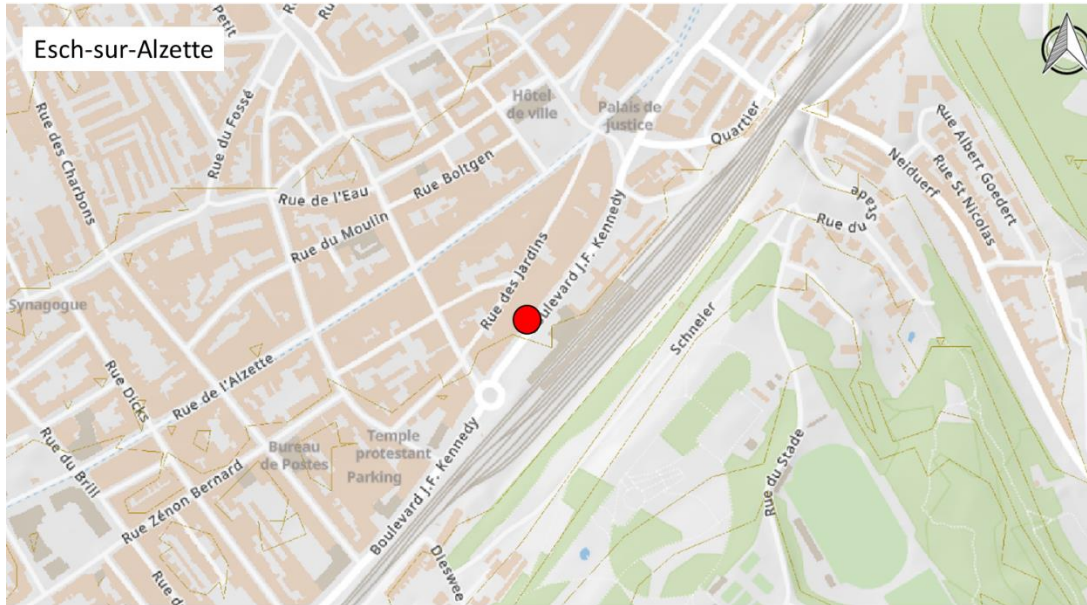 Esch-sur-Alzette
Petit
Rue du Fossé
Rue des Charbons
Hôtel
de ville
Palais de
Justice
Quartier
Rue Albert Goedert
Rue St. Nicolas
Neiduerf
Rue Boltgen
Rue de l'Eau
Rue du Moulin
Rue du
Stade
Boulevard J.F. Kennedy
Rue des Jardins
Synagogue
Schneler
Rue de l'Alzette
Rue Dicks
Rue du Brill
Bureau
de Postes
Temple
protestant
Parking
Boulevard J.F. Kennedy
Rue du Stade
Rue Zénon Bernard
Dieswee
Rue d